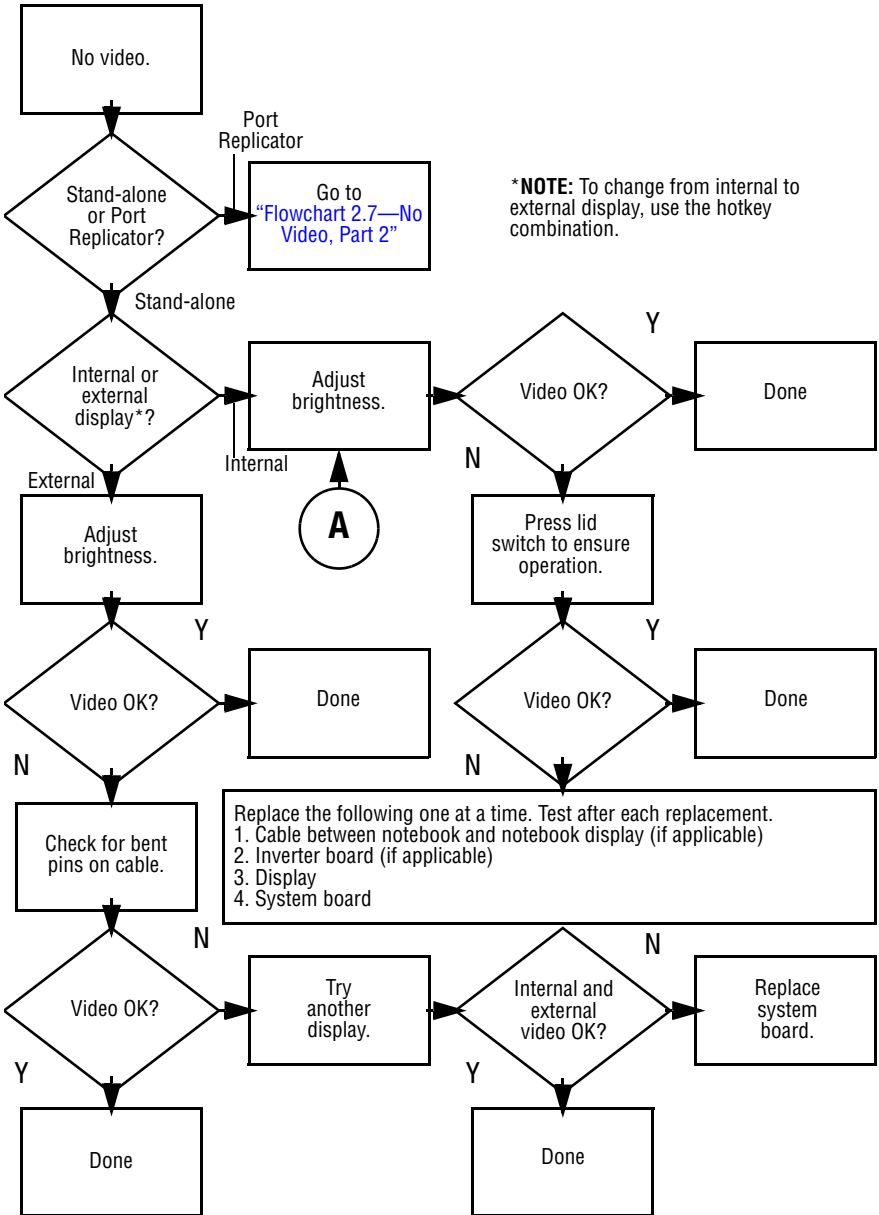 No video.
Port
Replicator
Stand-alone
or Port
Replicator?
Go to
“Flowchart 2.7—No
Video, Part 2”
*NOTE: To change from internal to
external display, use the hotkey
combination.
Stand-alone
Internal or
external
display*?
Internal
External
Adjust
brightness.
Video OK?
Y
Done
N
A
Adjust
brightness.
Press lid
switch to ensure
operation.
Video OK?
Y
Done
N
Video OK?
Y
Done
N
Check for bent
pins on cable.
Replace the following one at a time. Test after each replacement.
1. Cable between notebook and notebook display (if applicable)
2. Inverter board (if applicable)
3. Display
4. System board
Video OK?
N
Try
another
display.
Internal and
external
video OK?
N
Replace
system
board.
Y
Done
Y
Done